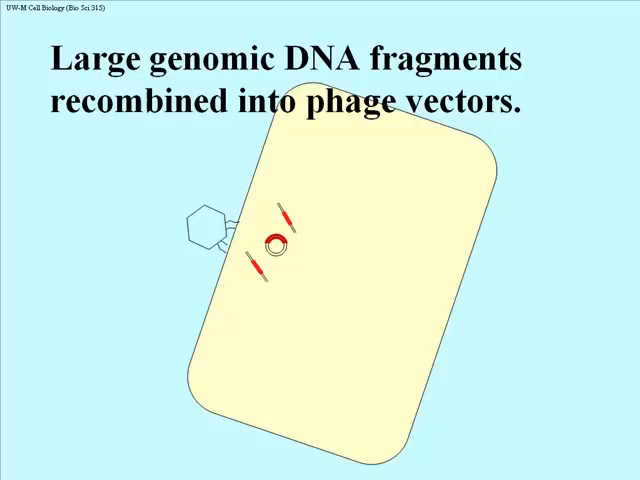 UW-M Cell Biology (Bio Sci 315)
Large genomic DNA fragments
recombined into phage vectors.